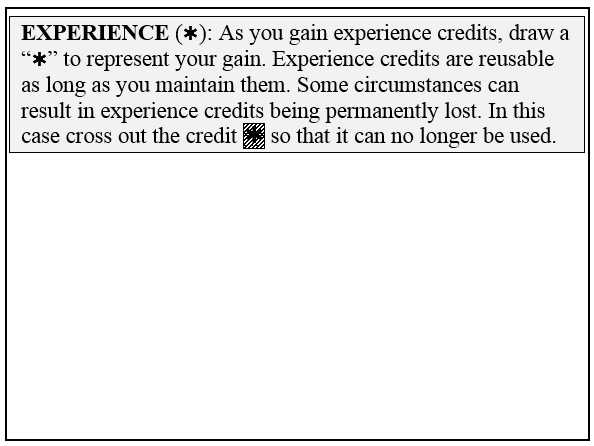 EXPERIENCE (∗): As you gain experience credits, draw a
“∗” to represent your gain. Experience credits are reusable
as long as you maintain them. Some circumstances can
result in experience credits being permanently lost. In this
case cross out the credit ∗ so that it can no longer be used.